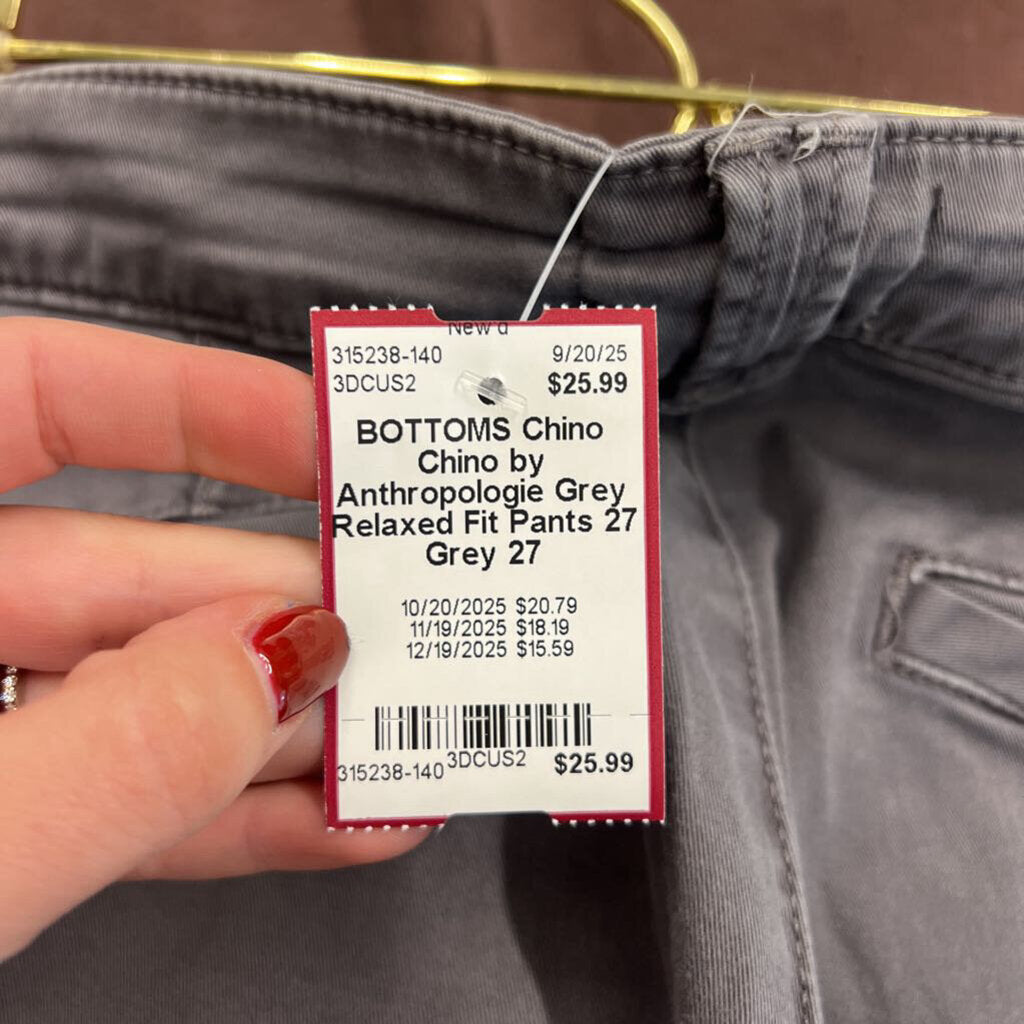 315238-140 9/20/25
3DCUS2 $25.99
BOTTOMS Chino
Chino by
Anthropologie Grey
Relaxed Fit Pants 27
Grey 27
10/20/2025 $20.79
11/19/2025 $18.19
12/19/2025 $15.59
315238-140 3DCUS2 $25.99